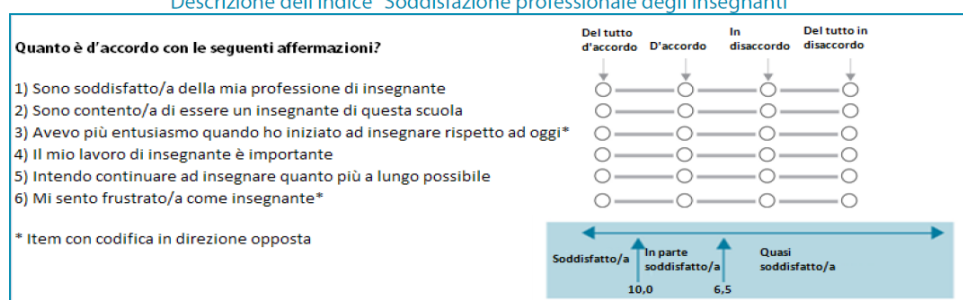 Descrizione dell'indice "Soddisfazione professionale degli insegnanti"
Quanto è d'accordo con le seguenti affermazioni?
Del tutto d'accordo
D'accordo
In disaccordo
Del tutto in disaccordo
1) Sono soddisfatto/a della mia professione di insegnante
2) Sono contento/a di essere un insegnante di questa scuola
3) Avevo più entusiasmo quando ho iniziato ad insegnare rispetto ad oggi*
4) Il mio lavoro di insegnante è importante
5) Intendo continuare ad insegnare quanto più a lungo possibile
6) Mi sento frustrato/a come insegnante*
* Item con codifica in direzione opposta
Soddisfatto/a
In parte soddisfatto/a
Quasi soddisfatto/a
10,0
6,5